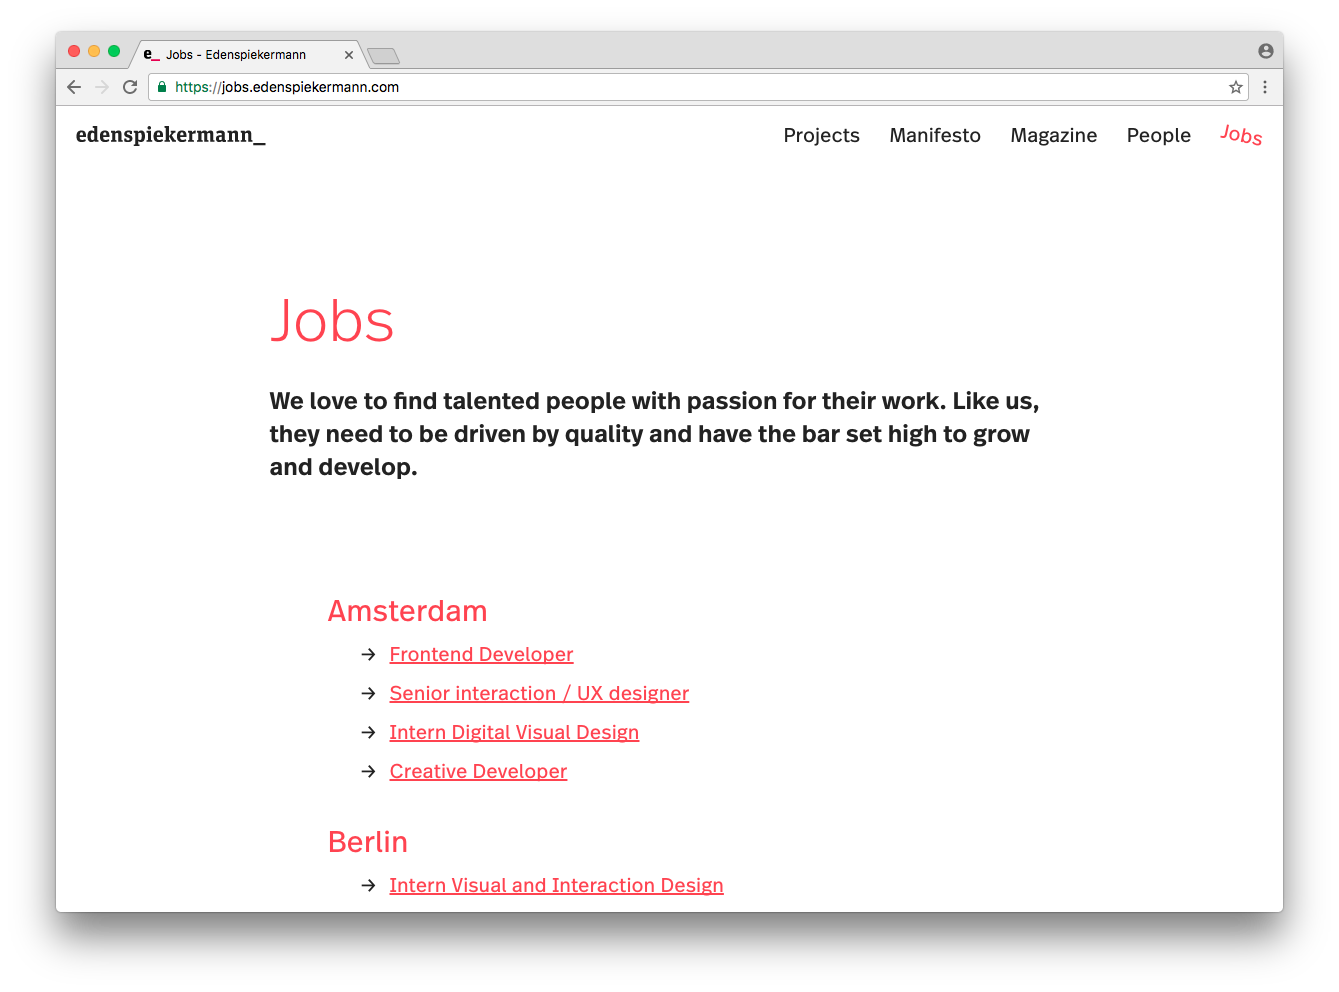 e_ Jobs - Edenspiekermann
https://jobs.edenspiekermann.com
edenspiekermann_ Projects Manifesto Magazine People Jobs
Jobs
We love to find talented people with passion for their work. Like us,
they need to be driven by quality and have the bar set high to grow
and develop.
Amsterdam
→ Frontend Developer
→ Senior interaction / UX designer
→ Intern Digital Visual Design
→ Creative Developer
Berlin
→ Intern Visual and Interaction Design